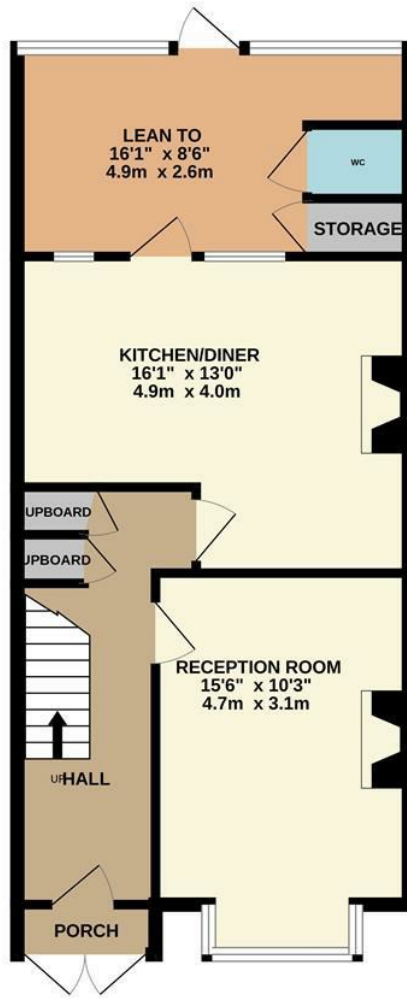 LEAN TO
16'1" x 8'6"
4.9m x 2.6m
WC
STORAGE
KITCHEN/DINER
16'1" x 13'0"
4.9m x 4.0m
UPBOARD
UPBOARD
RECEPTION ROOM
15'6" x 10'3"
4.7m x 3.1m
UP
HALL
PORCH